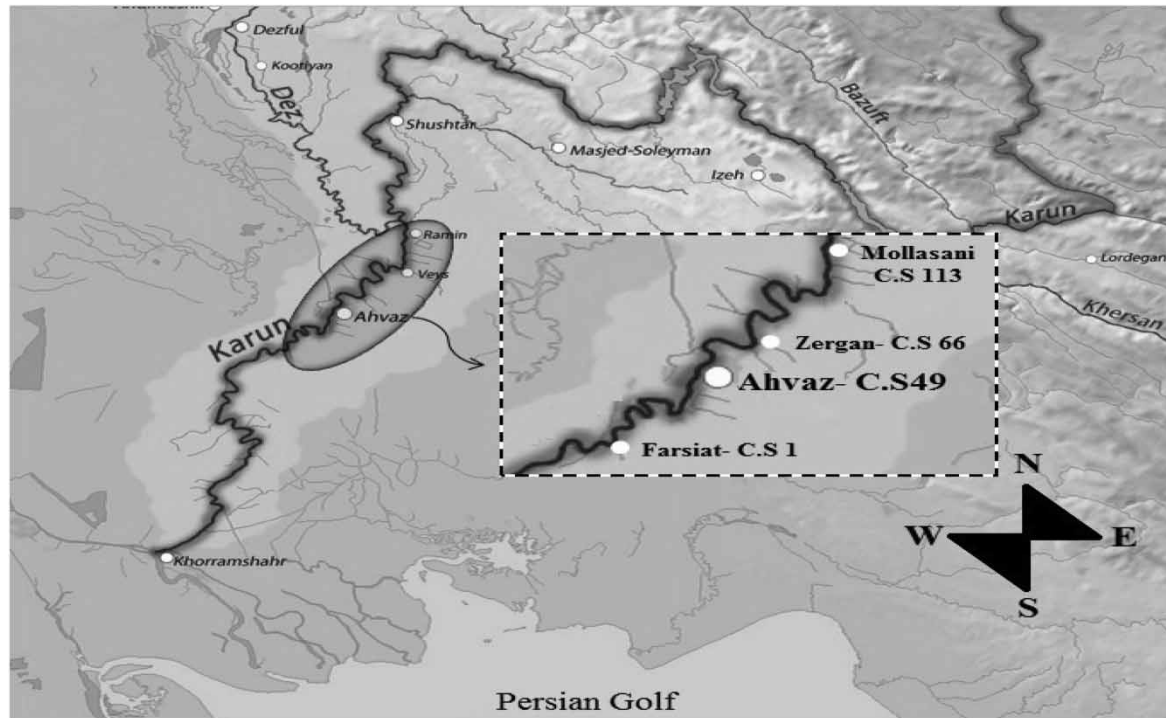 Dezful
Kootiyan
Dez
Shushtar
Masjed-Soleyman
Izeh
Bazuft
Karun
Lordegan
Khersan
Ramin
Veys
Ahvaz
Karun
Khorramshahr
Mollasani
C.S 113
Zergan- C.S 66
Ahvaz- C.S49
Farsiat- C.S 1
N
W
E
S
Persian Golf